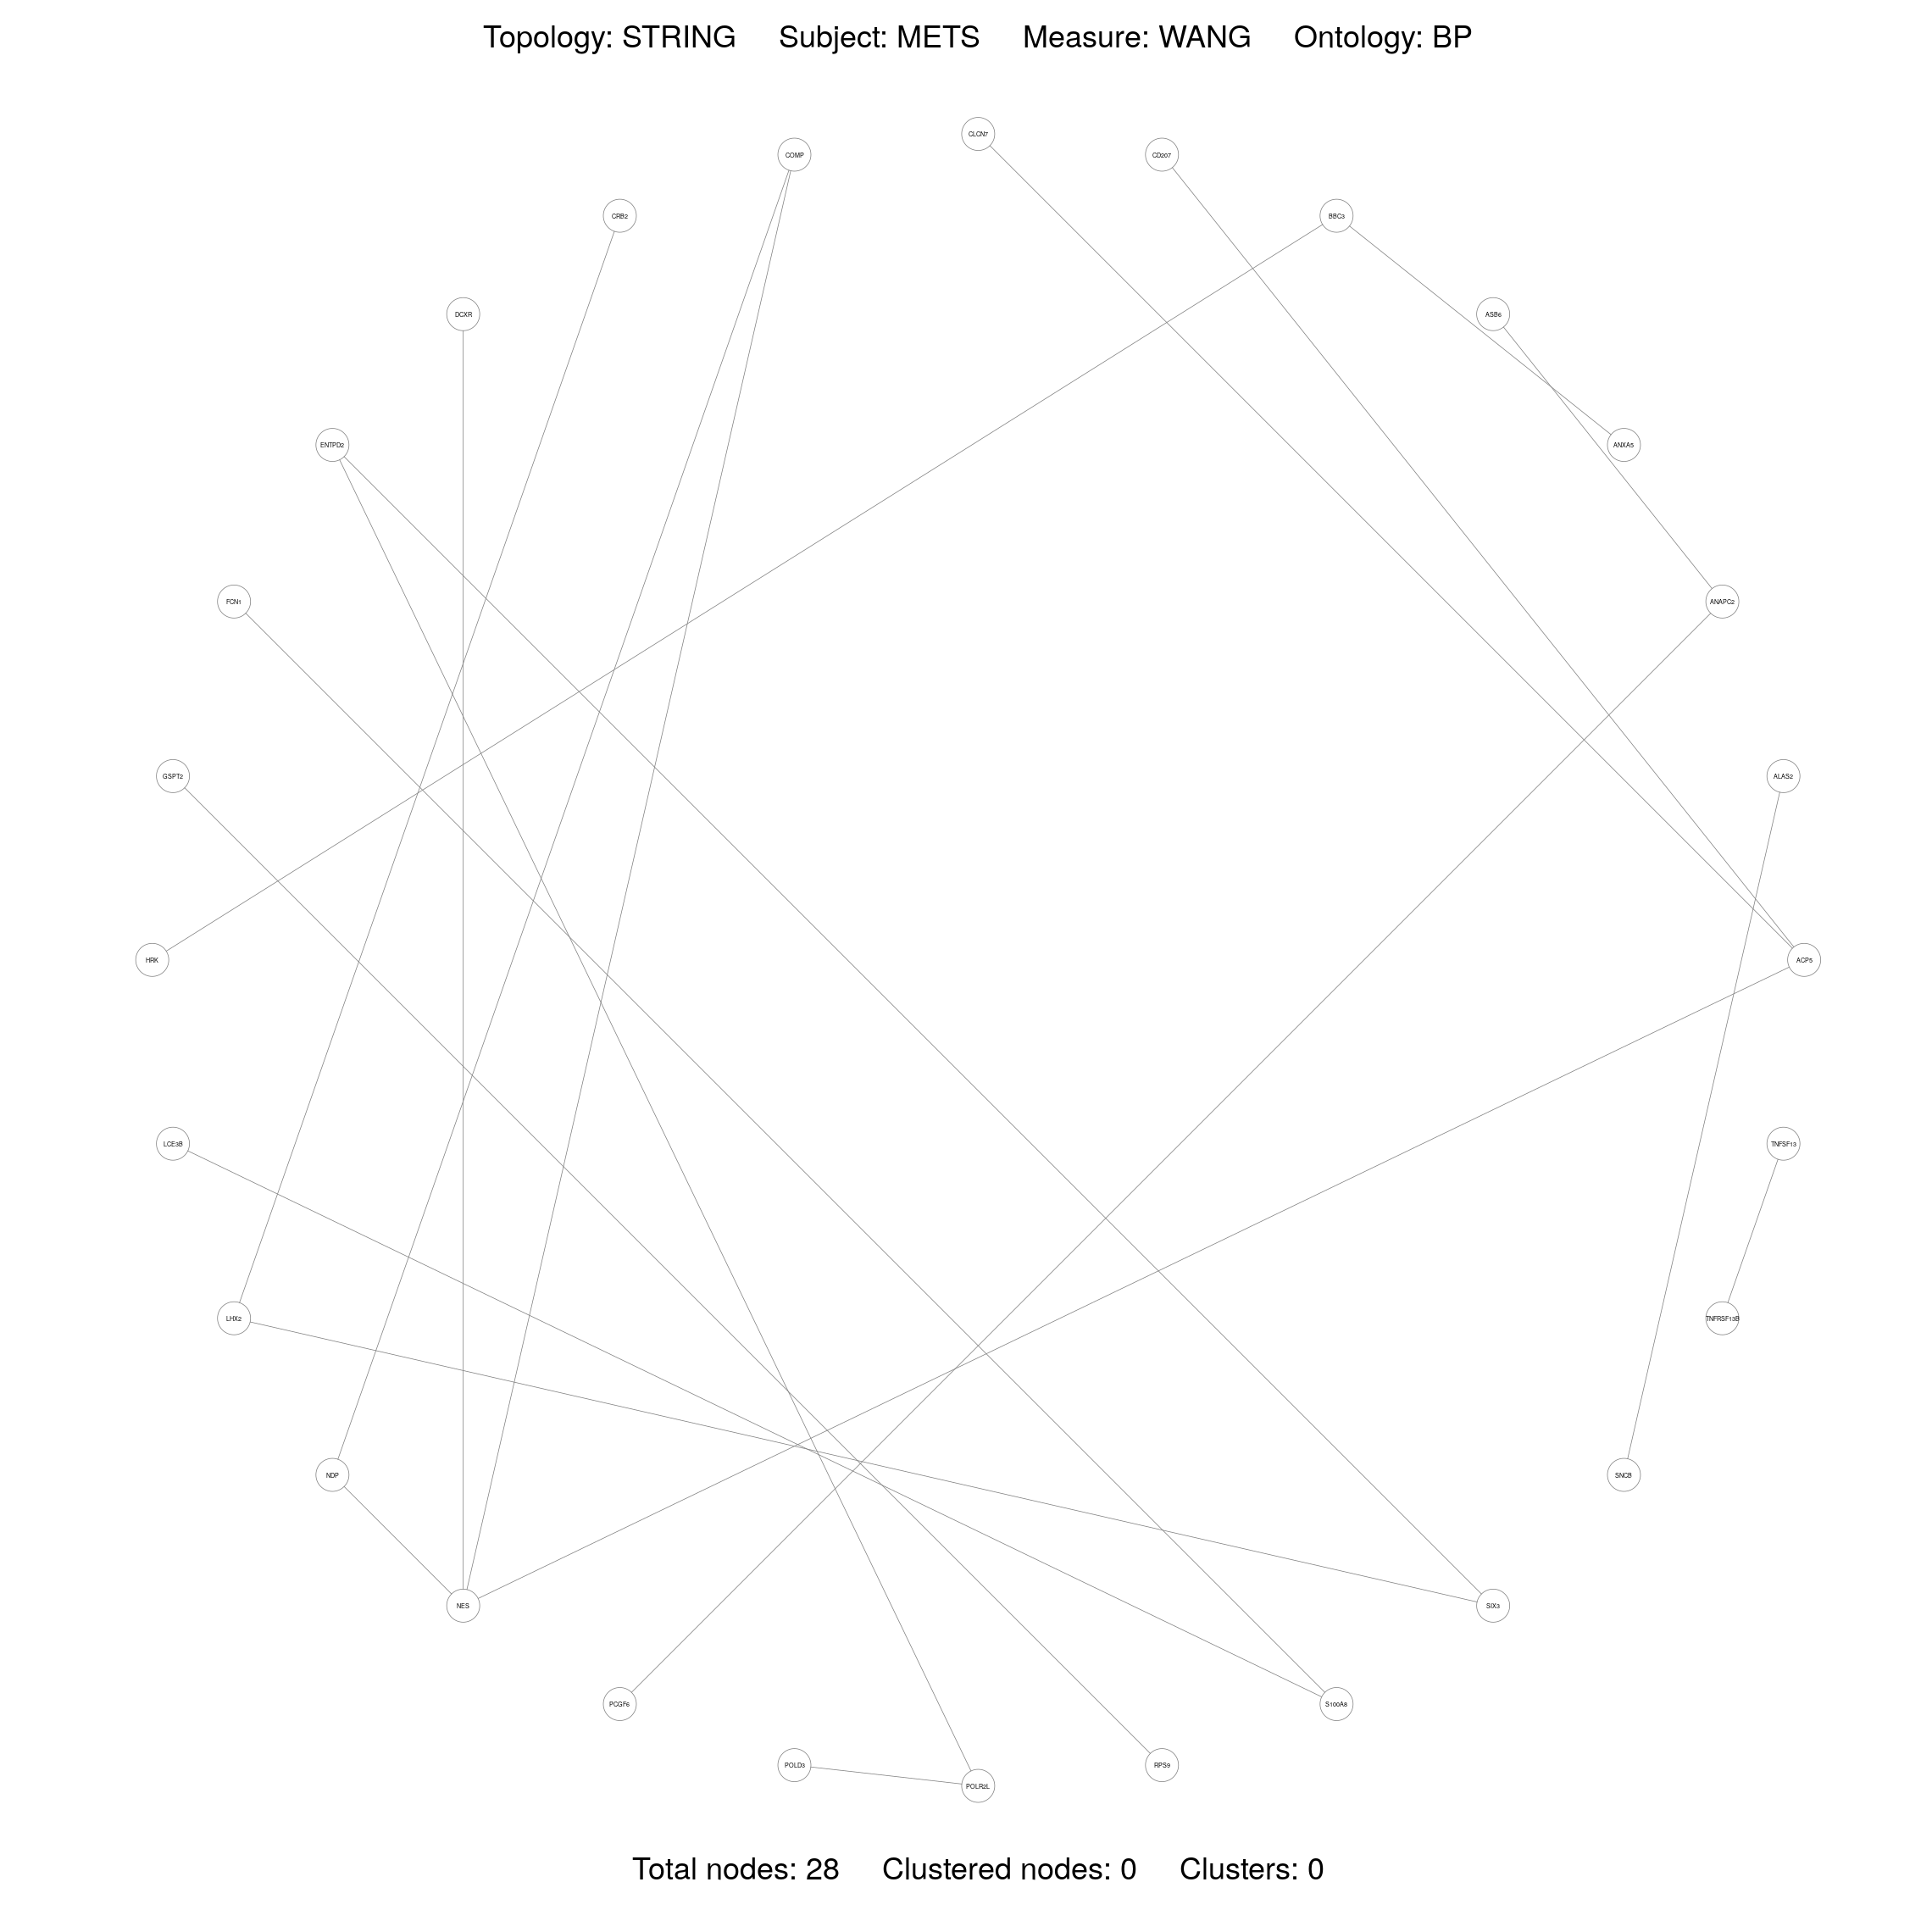 Topology: STRING Subject: METS Measure: WANG Ontology: BP
CLCN7
COMP
CD207
CRB2
BBC3
DCXR
ASB6
ENTPD2
ANXA5
FCN1
ANAPC2
GSPT2
ALAS2
HRK
ACP5
LCE3B
TNFSF13
LHX2
TNFRSF13B
NDP
SNCB
NES
SIX3
PCGF6
S100A8
POLD3
RPS9
POLR2L
Total nodes: 28 Clustered nodes: 0 Clusters: 0